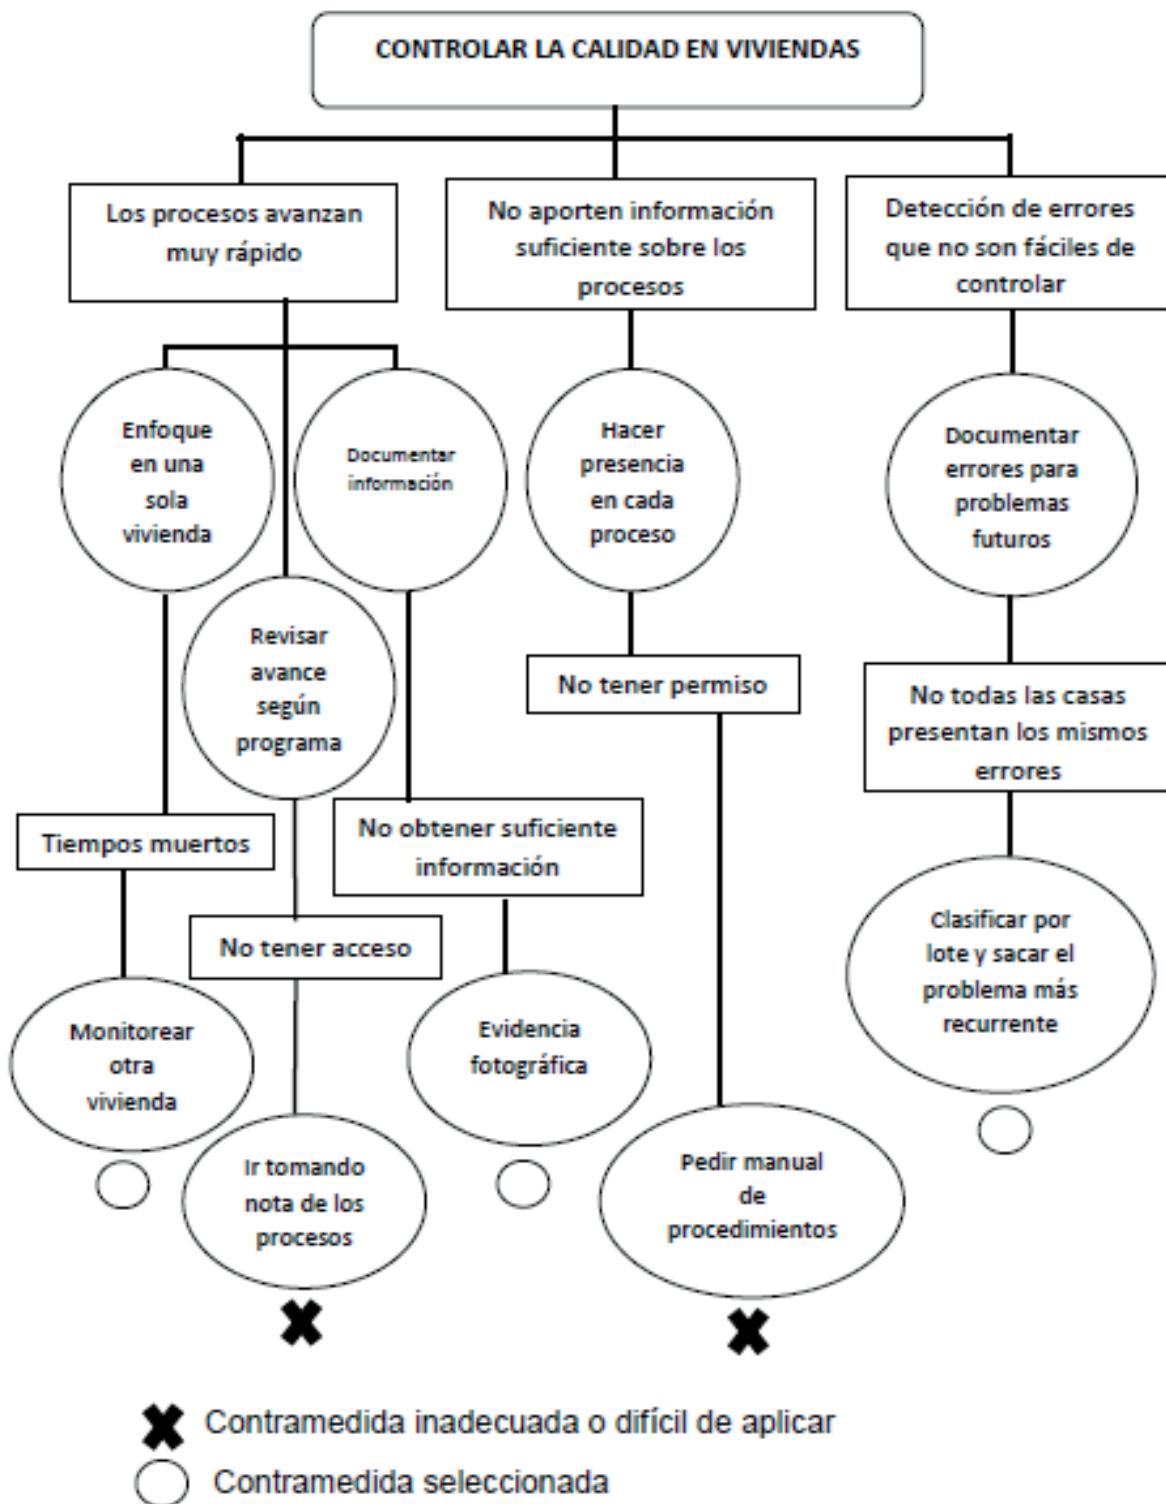 CONTROLAR LA CALIDAD EN VIVIENDAS
Los procesos avanzan
muy rápido
No aporten información
suficiente sobre los
procesos
Detección de errores
que no son fáciles de
controlar
Enfoque
en una
sola
vivienda
Documentar
información
Hacer
presencia
en cada
proceso
Documentar
errores para
problemas
futuros
Revisar
avance
según
programa
No tener permiso
No todas las casas
presentan los mismos
errores
Tiempos muertos
No obtener suficiente
información
No tener acceso
Clasificar por
lote y sacar el
problema más
recurrente
Monitorear
otra
vivienda
Evidencia
fotográfica
Ir tomando
nota de los
procesos
Pedir manual
de
procedimientos
Contramedida inadecuada o difícil de aplicar
Contramedida seleccionada